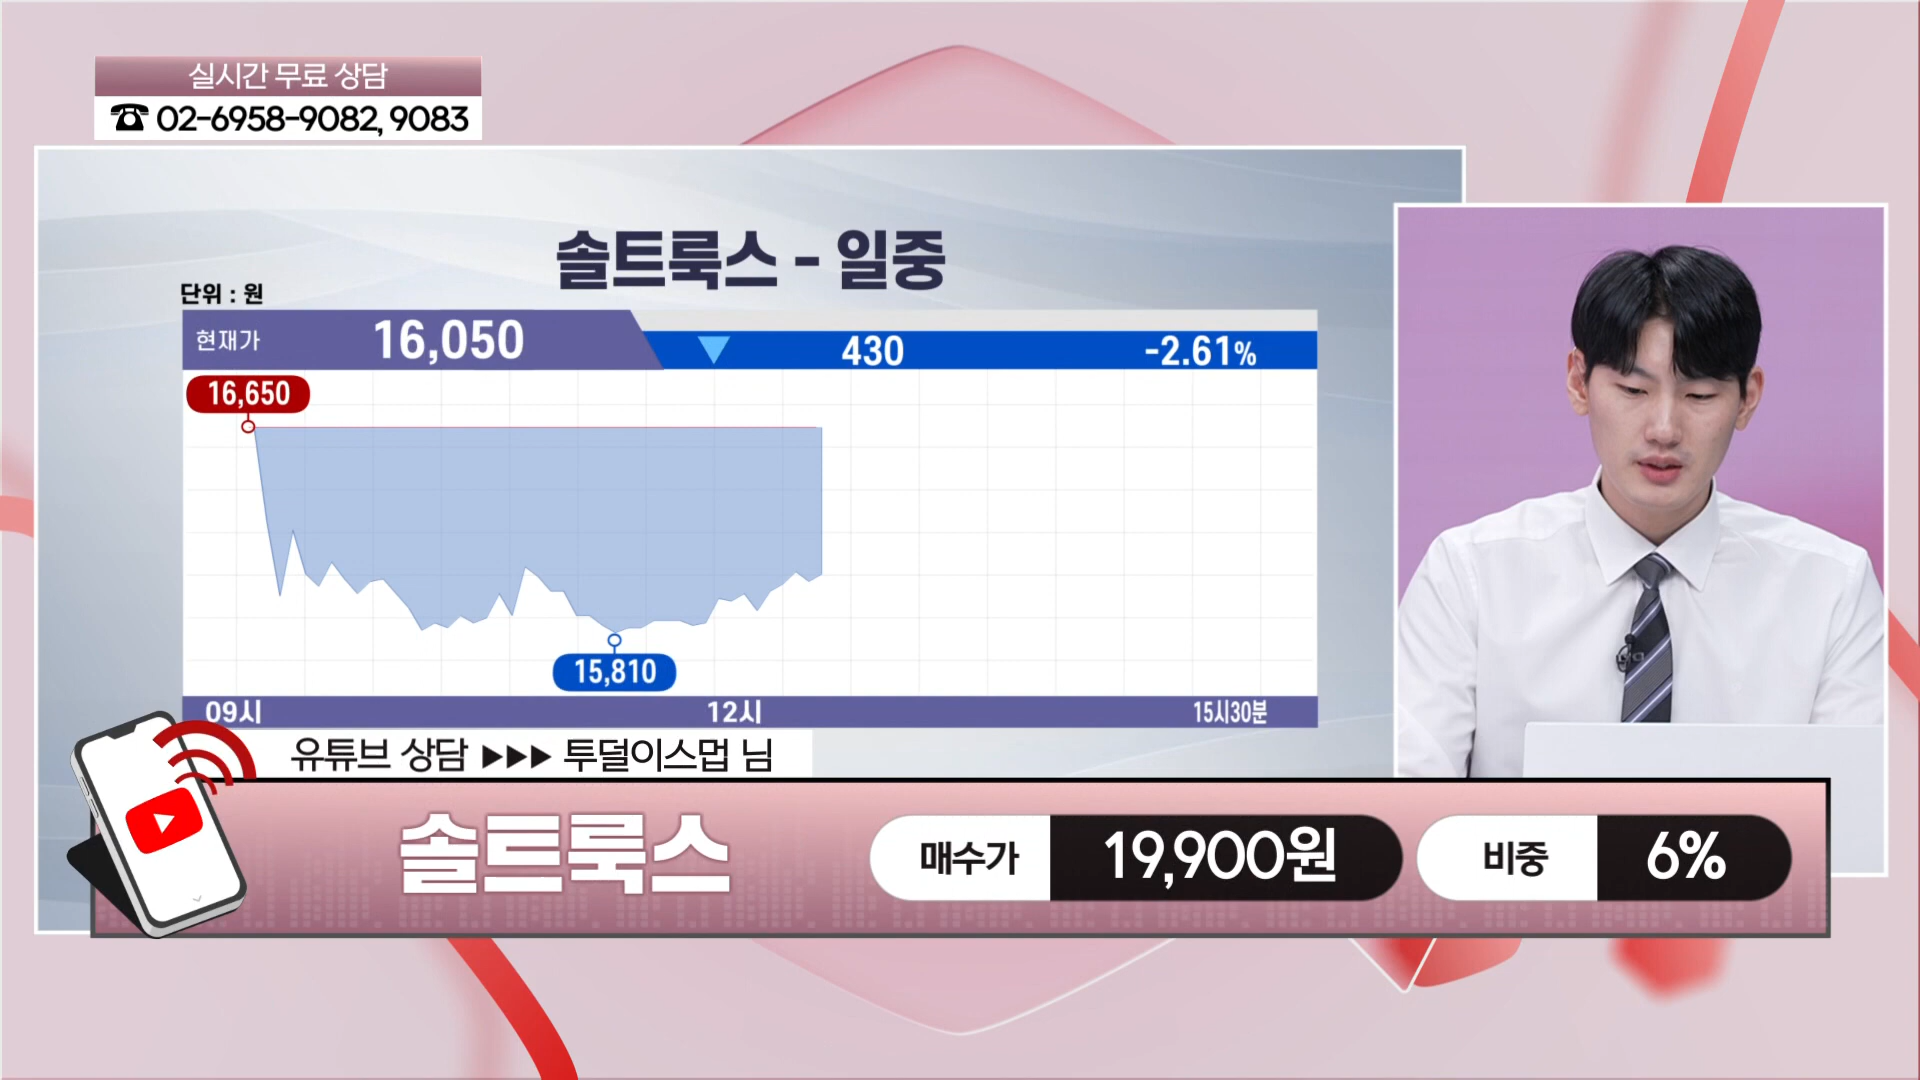 실시간 무료 상담
☎ 02-6958-9082, 9083
솔트룩스 - 일중
단위 : 원
현재가 16,050 ▼ 430 -2.61%
16,650
15,810
09시 12시 15시30분
유튜브 상담 ▶▶▶ 투덜이스멉 님
솔트룩스 매수가 19,900원 비중 6%